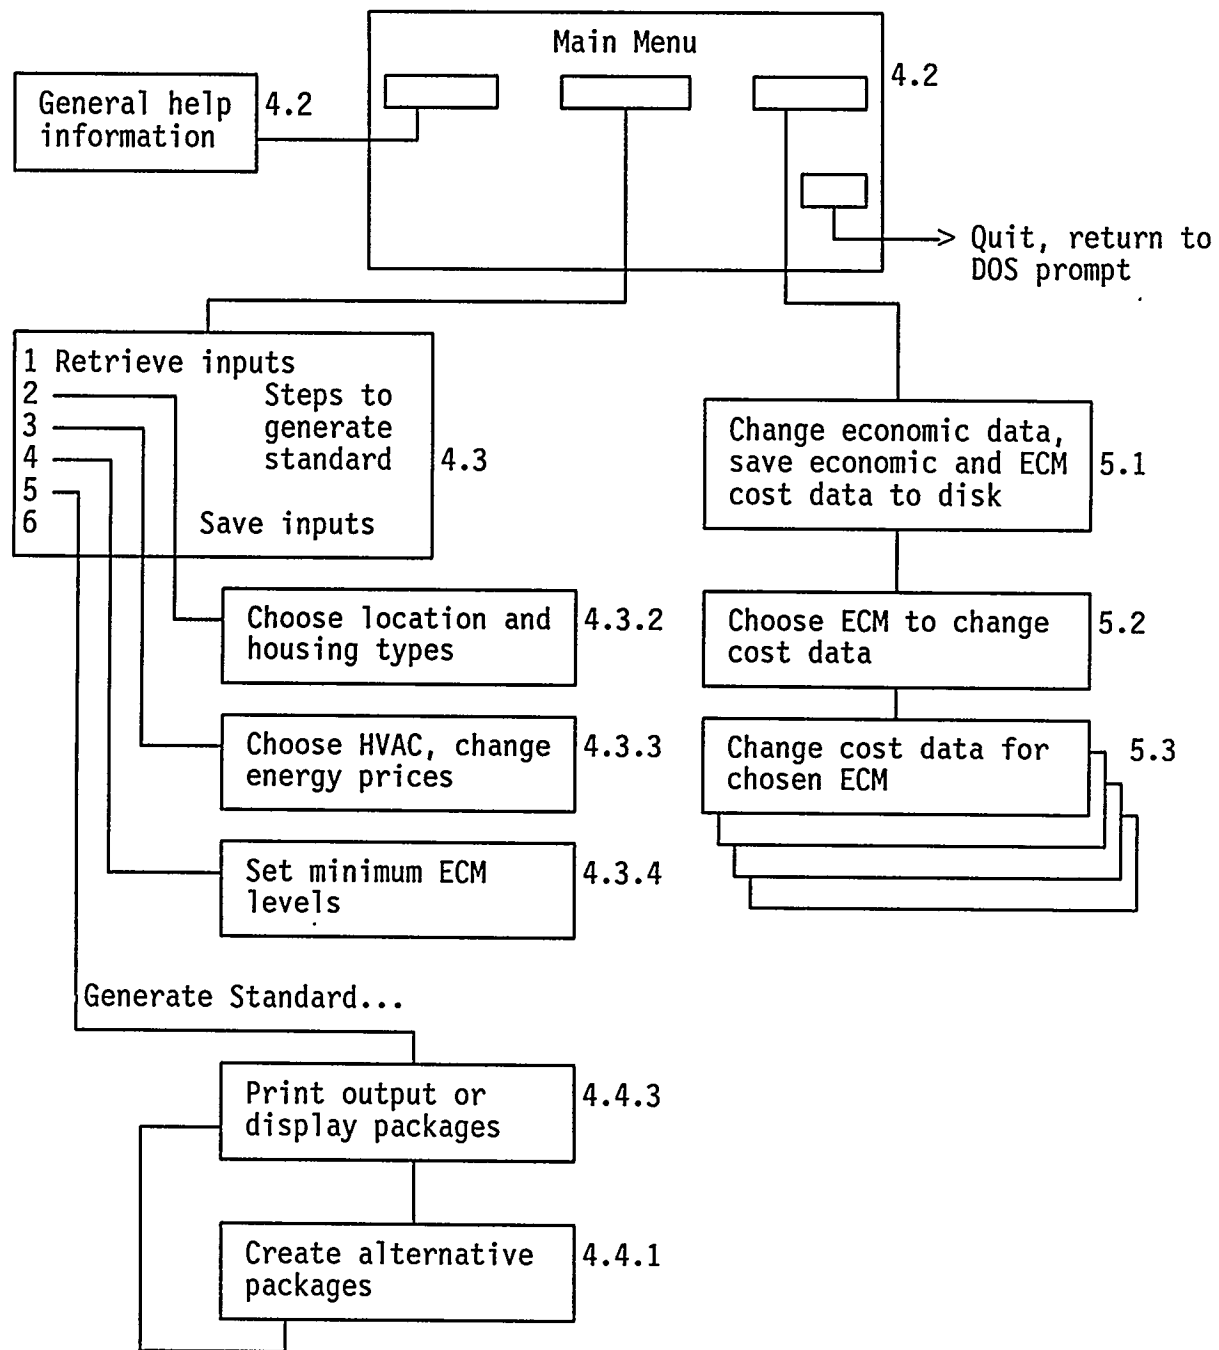 Main Menu
4.2
General help
information
4.2
Quit, return to
DOS prompt
1 Retrieve inputs
2
Steps to
3
generate
4
standard
4.3
5
6
Save inputs
Change economic data,
save economic and ECM
cost data to disk
5.1
Choose location and
housing types
4.3.2
Choose ECM to change
cost data
5.2
Choose HVAC, change
energy prices
4.3.3
Change cost data for
chosen ECM
5.3
Set minimum ECM
levels
4.3.4
Generate Standard...
Print output or
display packages
4.4.3
Create alternative
packages
4.4.1